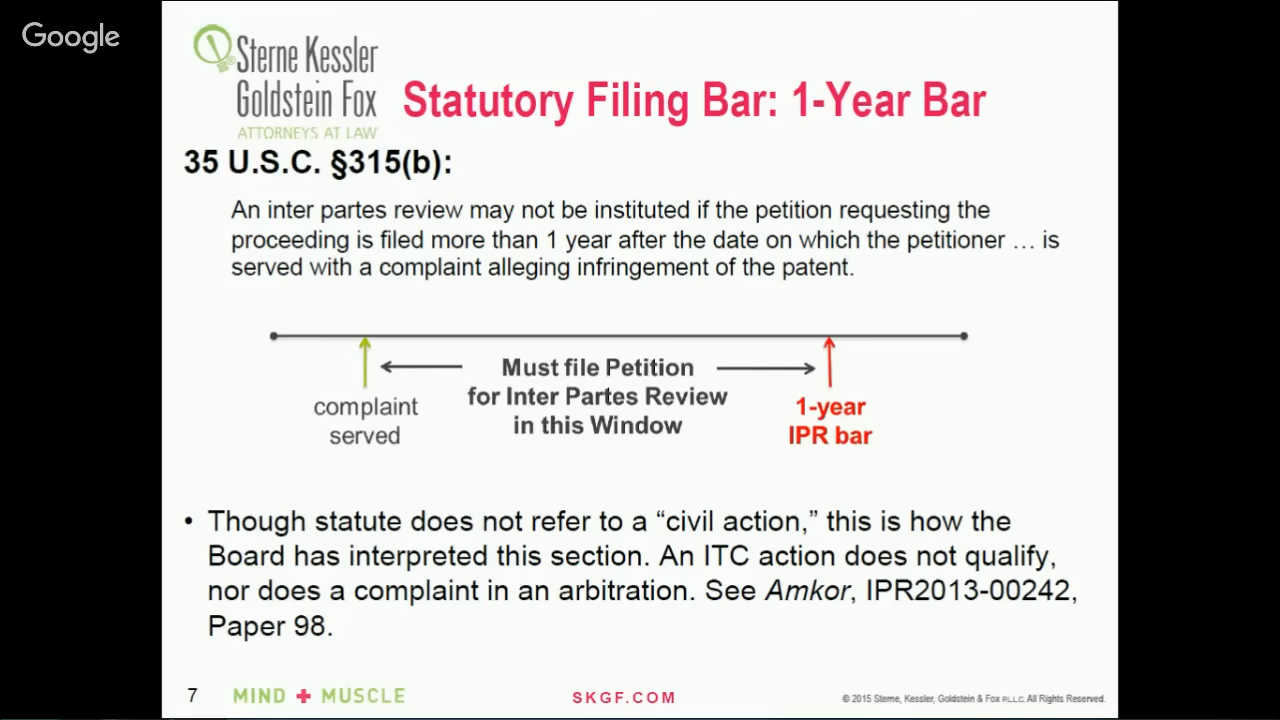 Google
Sterne Kessler
Goldstein Fox
ATTORNEYS AT LAW
Statutory Filing Bar: 1-Year Bar
35 U.S.C. §315(b):
An inter partes review may not be instituted if the petition requesting the
proceeding is filed more than 1 year after the date on which the petitioner … is
served with a complaint alleging infringement of the patent.
Must file Petition
for Inter Partes Review
in this Window
complaint
served
1-year
IPR bar
• Though statute does not refer to a “civil action,” this is how the
Board has interpreted this section. An ITC action does not qualify,
nor does a complaint in an arbitration. See Amkor, IPR2013-00242,
Paper 98.
7 MIND + MUSCLE SKGF.COM © 2015 Sterne, Kessler, Goldstein & Fox P.L.L.C. All Rights Reserved.